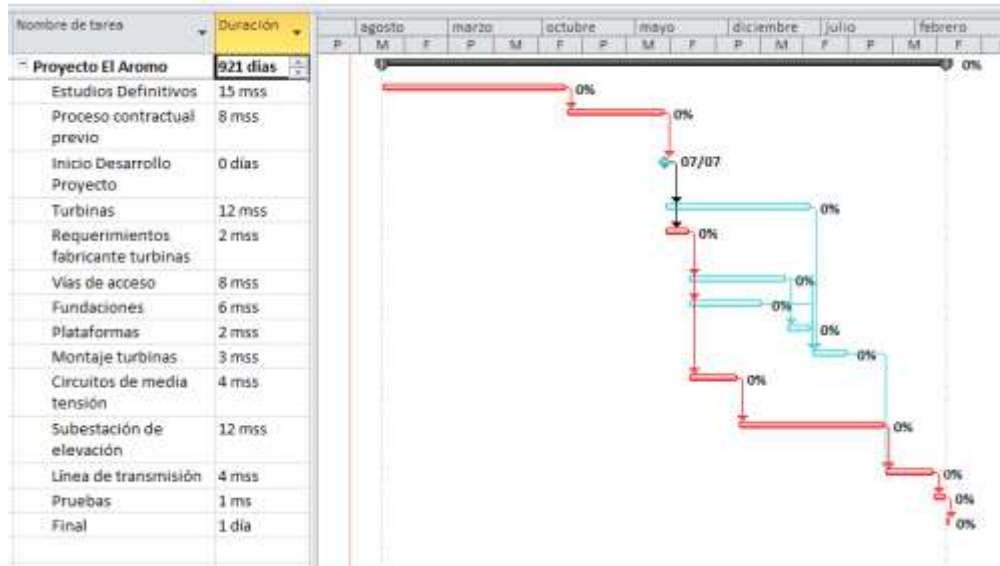 Nombre de tarea
Duración
agosto marzo octubre mayo diciembre julio febrero
P M F P M F P M F P M F P M F
Proyecto El Aromo 921 días 0%
Estudios Definitivos 15 mss 0%
Proceso contractual 8 mss 0%
previo
Inicio Desarrollo 0 días 07/07
Proyecto
Turbinas 12 mss 0%
Requerimientos 2 mss 0%
fabricante turbinas
Vías de acceso 8 mss 0%
Fundaciones 6 mss 0%
Plataformas 2 mss 0%
Montaje turbinas 3 mss 0%
Circuitos de media 4 mss 0%
tensión
Subestación de 12 mss 0%
elevación
Línea de transmisión 4 mss 0%
Pruebas 1 ms 0%
Final 1 día 0%